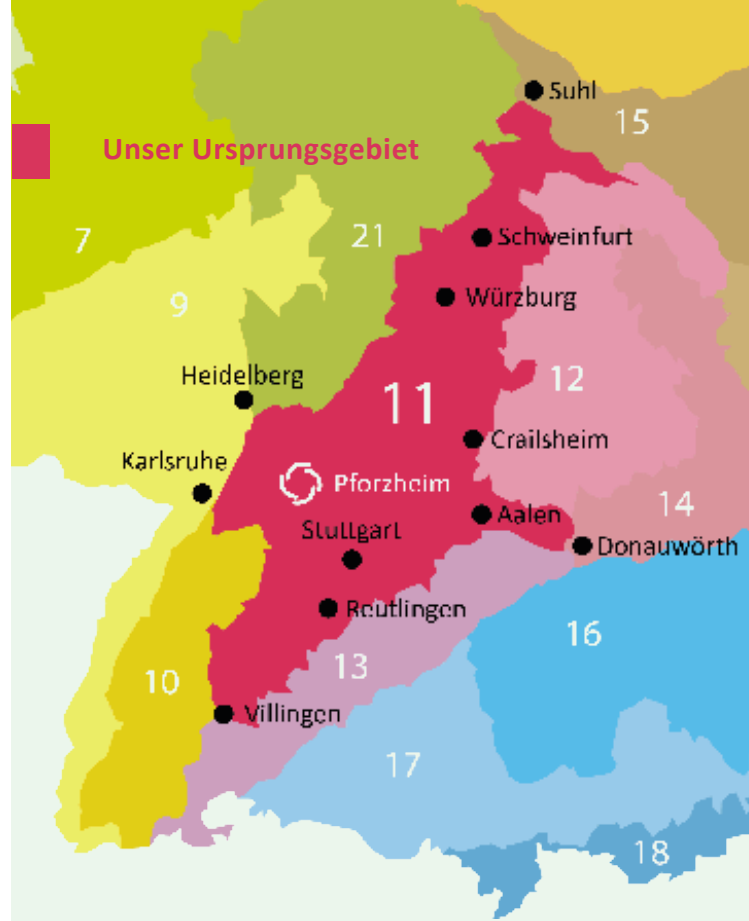 Suhl
15
Unser Ursprungsgebiet
7
21
Schweinfurt
9
Würzburg
Heidelberg
11
12
Crailsheim
Karlsruhe
Pforzheim
Aalen
14
Stuttgart
Donauwörth
Reutlingen
16
13
10
Villingen
17
18